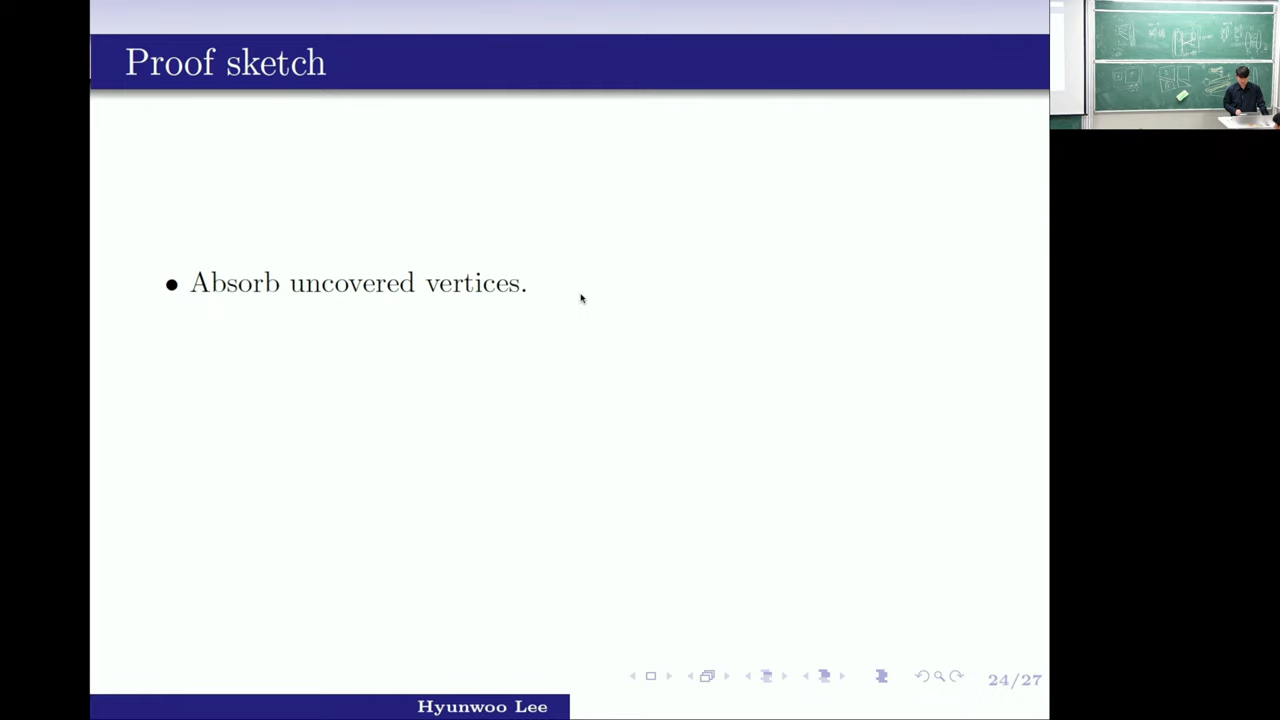 Proof sketch
• Absorb uncovered vertices.
24/27
Hyunwoo Lee